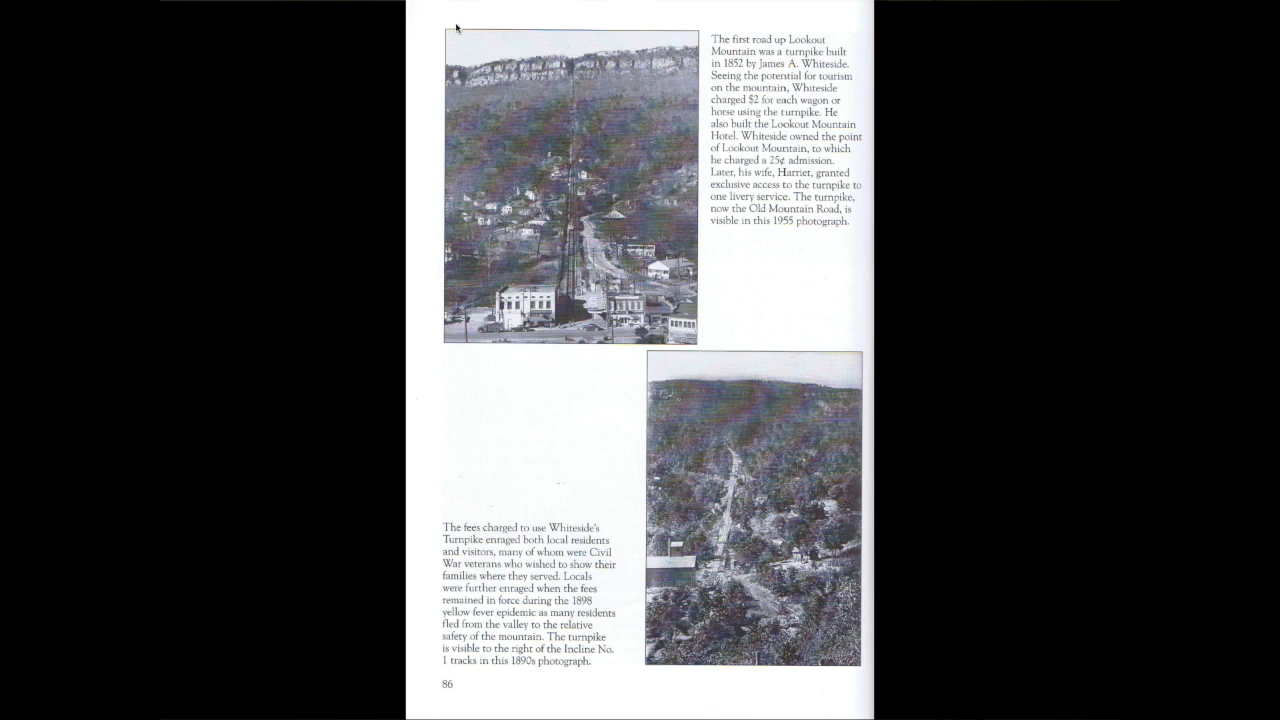 The first road up Lookout
Mountain was a turnpike built
in 1852 by James A. Whiteside.
Seeing the potential for tourism
on the mountain, Whiteside
charged $2 for each wagon or
horse using the turnpike. He
also built the Lookout Mountain
Hotel. Whiteside owned the point
of Lookout Mountain, to which
he charged a 25¢ admission.
Later, his wife, Harriet, granted
exclusive access to the turnpike to
one livery service. The turnpike,
now the Old Mountain Road, is
visible in this 1955 photograph.
The fees charged to use Whiteside's
Turnpike enraged both local residents
and visitors, many of whom were Civil
War veterans who wished to show their
families where they served. Locals
were further enraged when the fees
remained in force during the 1898
yellow fever epidemic as many residents
fled from the valley to the relative
safety of the mountain. The turnpike
is visible to the right of the Incline No.
1 tracks in this 1890s photograph.
86